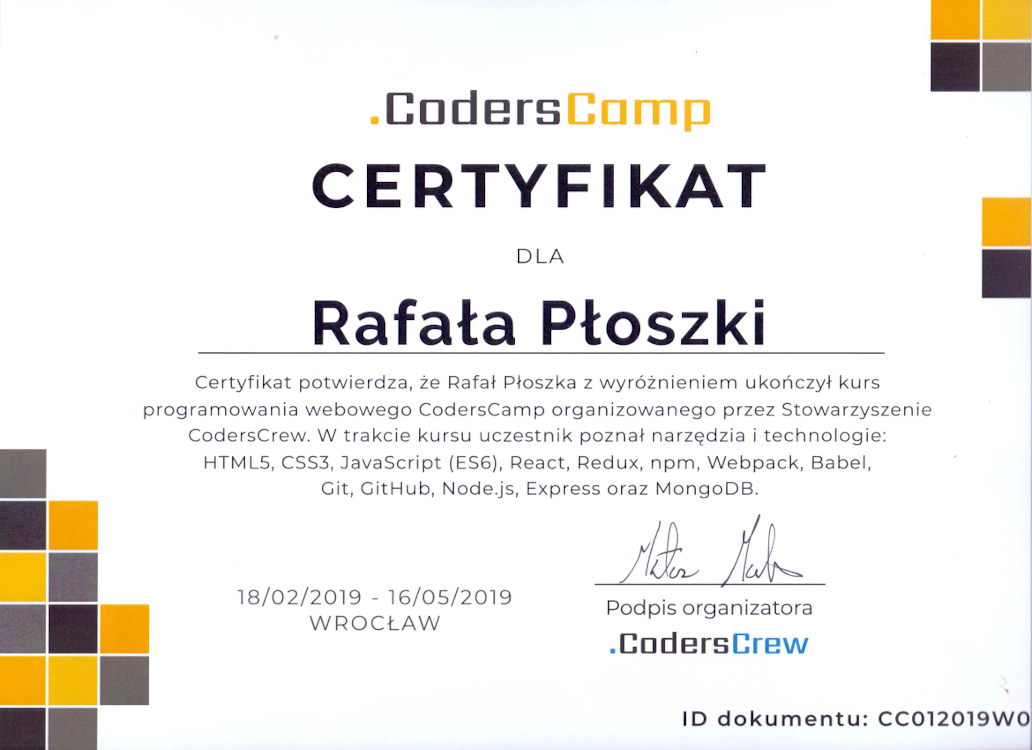 .CodersCamp
CERTYFIKAT
DLA
Rafała Płoszki
Certyfikat potwierdza, że Rafał Płoszka z wyróżnieniem ukończył kurs
programowania webowego CodersCamp organizowanego przez Stowarzyszenie
CodersCrew. W trakcie kursu uczestnik poznał narzędzia i technologie:
HTML5, CSS3, JavaScript (ES6), React, Redux, npm, Webpack, Babel,
Git, GitHub, Node.js, Express oraz MongoDB.
18/02/2019 - 16/05/2019
WROCŁAW
Podpis organizatora
.CodersCrew
ID dokumentu: CC012019W0